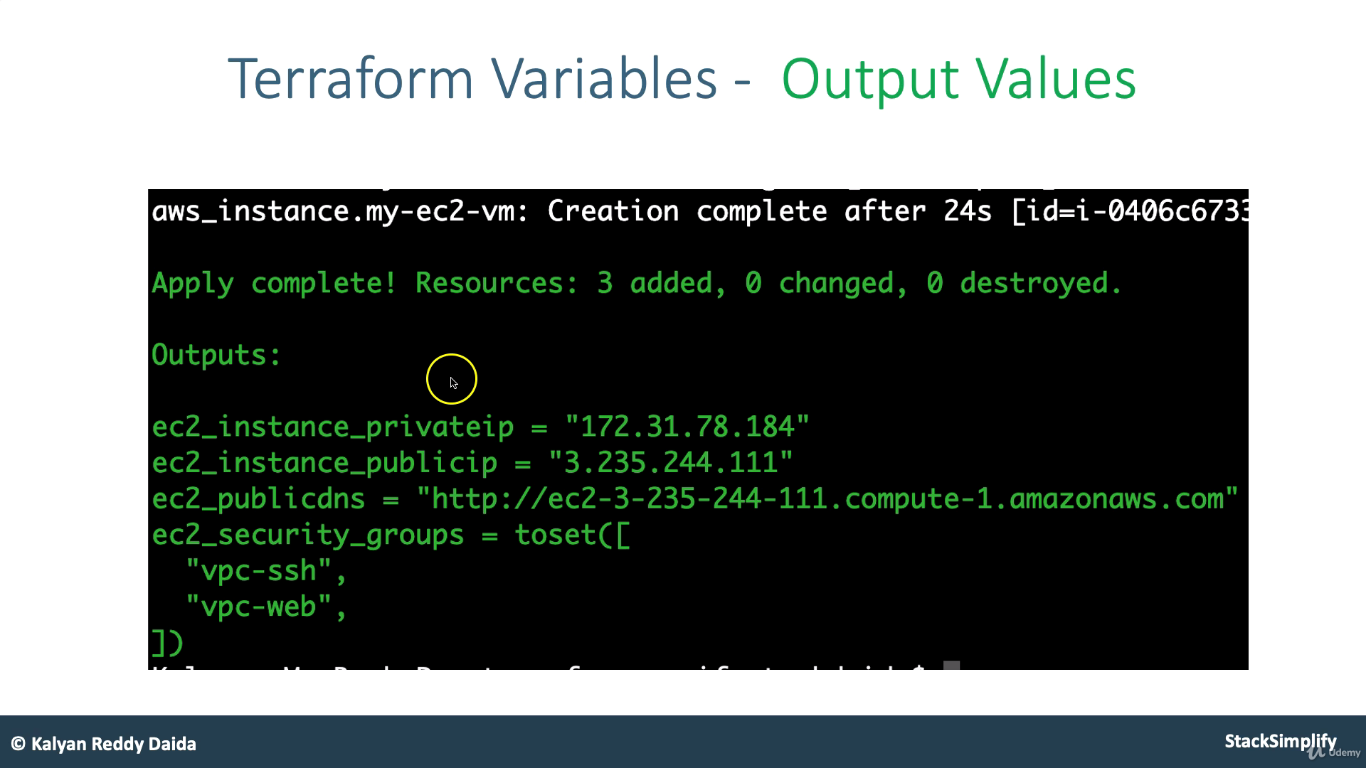 Terraform Variables - Output Values
aws_instance.my-ec2-vm: Creation complete after 24s [id=i-0406c6733
Apply complete! Resources: 3 added, 0 changed, 0 destroyed.
Outputs:
ec2_instance_privateip = "172.31.78.184"
ec2_instance_publicip = "3.235.244.111"
ec2_publicdns = "http://ec2-3-235-244-111.compute-1.amazonaws.com"
ec2_security_groups = toset([
"vpc-ssh",
"vpc-web",
])
© Kalyan Reddy Daida
StackSimplify
Udemy